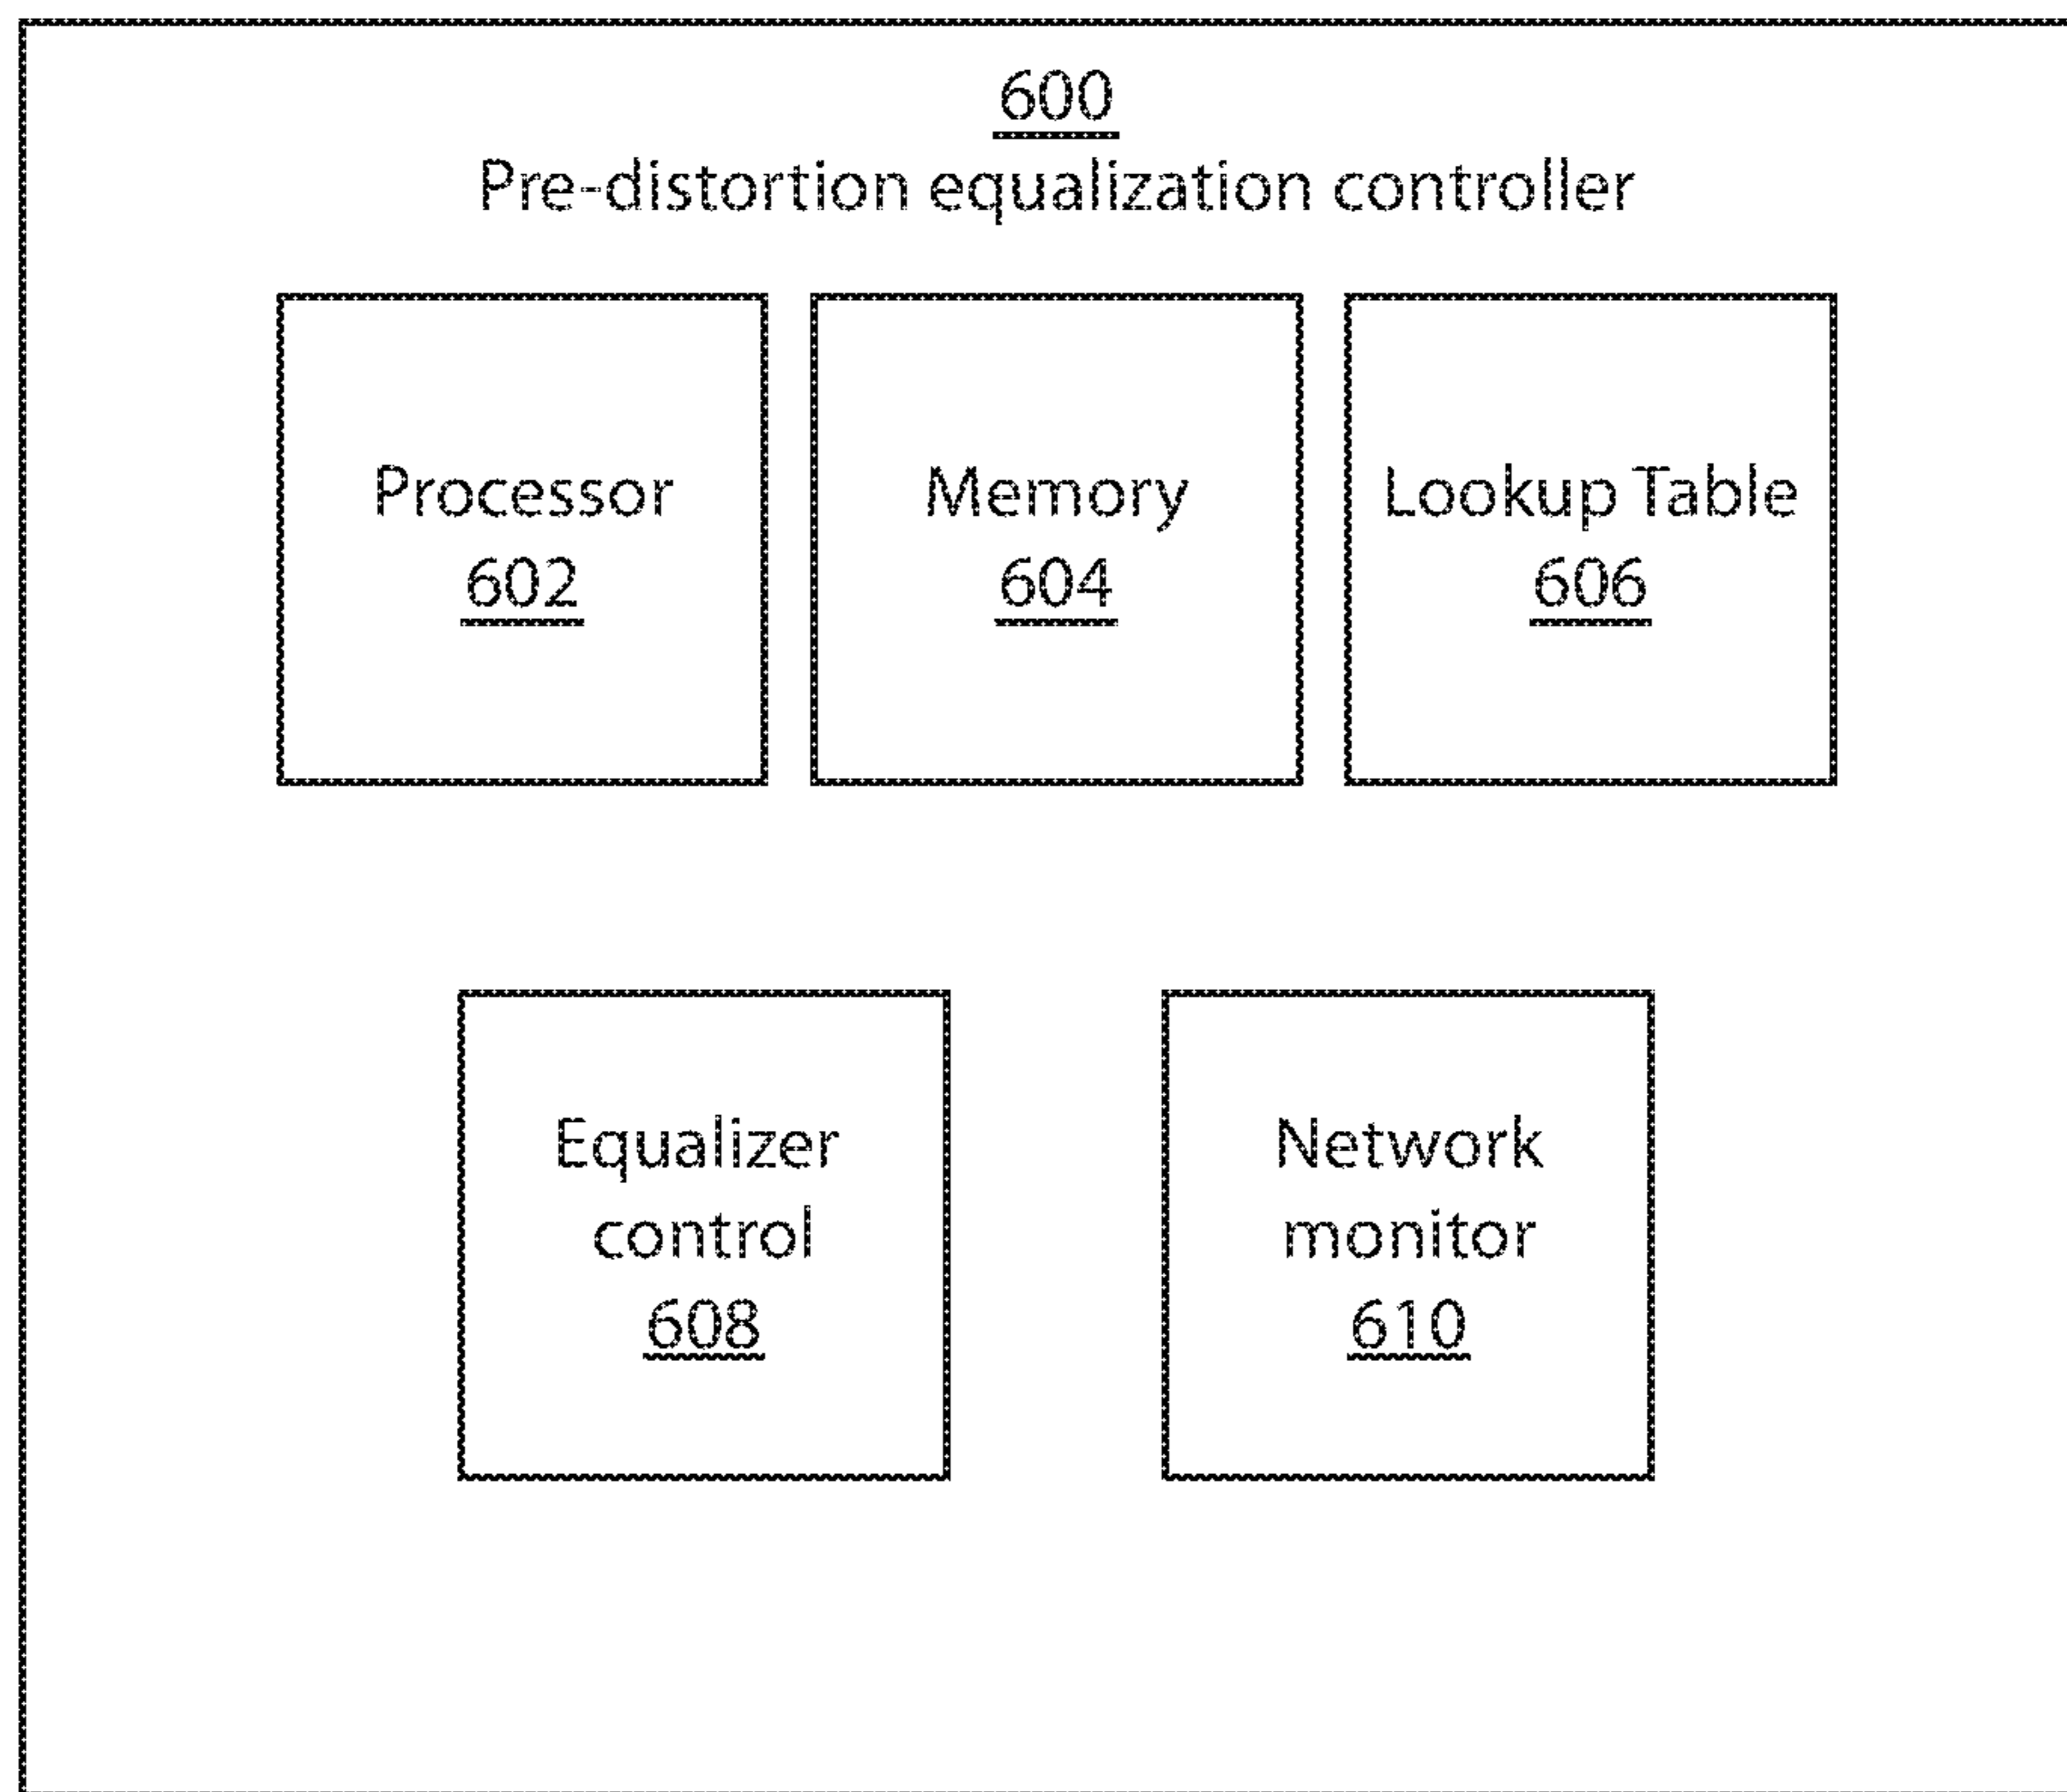 600
Pre-distortion equalization controller
Processor
602
Memory
604
Lookup Table
606
Equalizer
control
608
Network
monitor
610